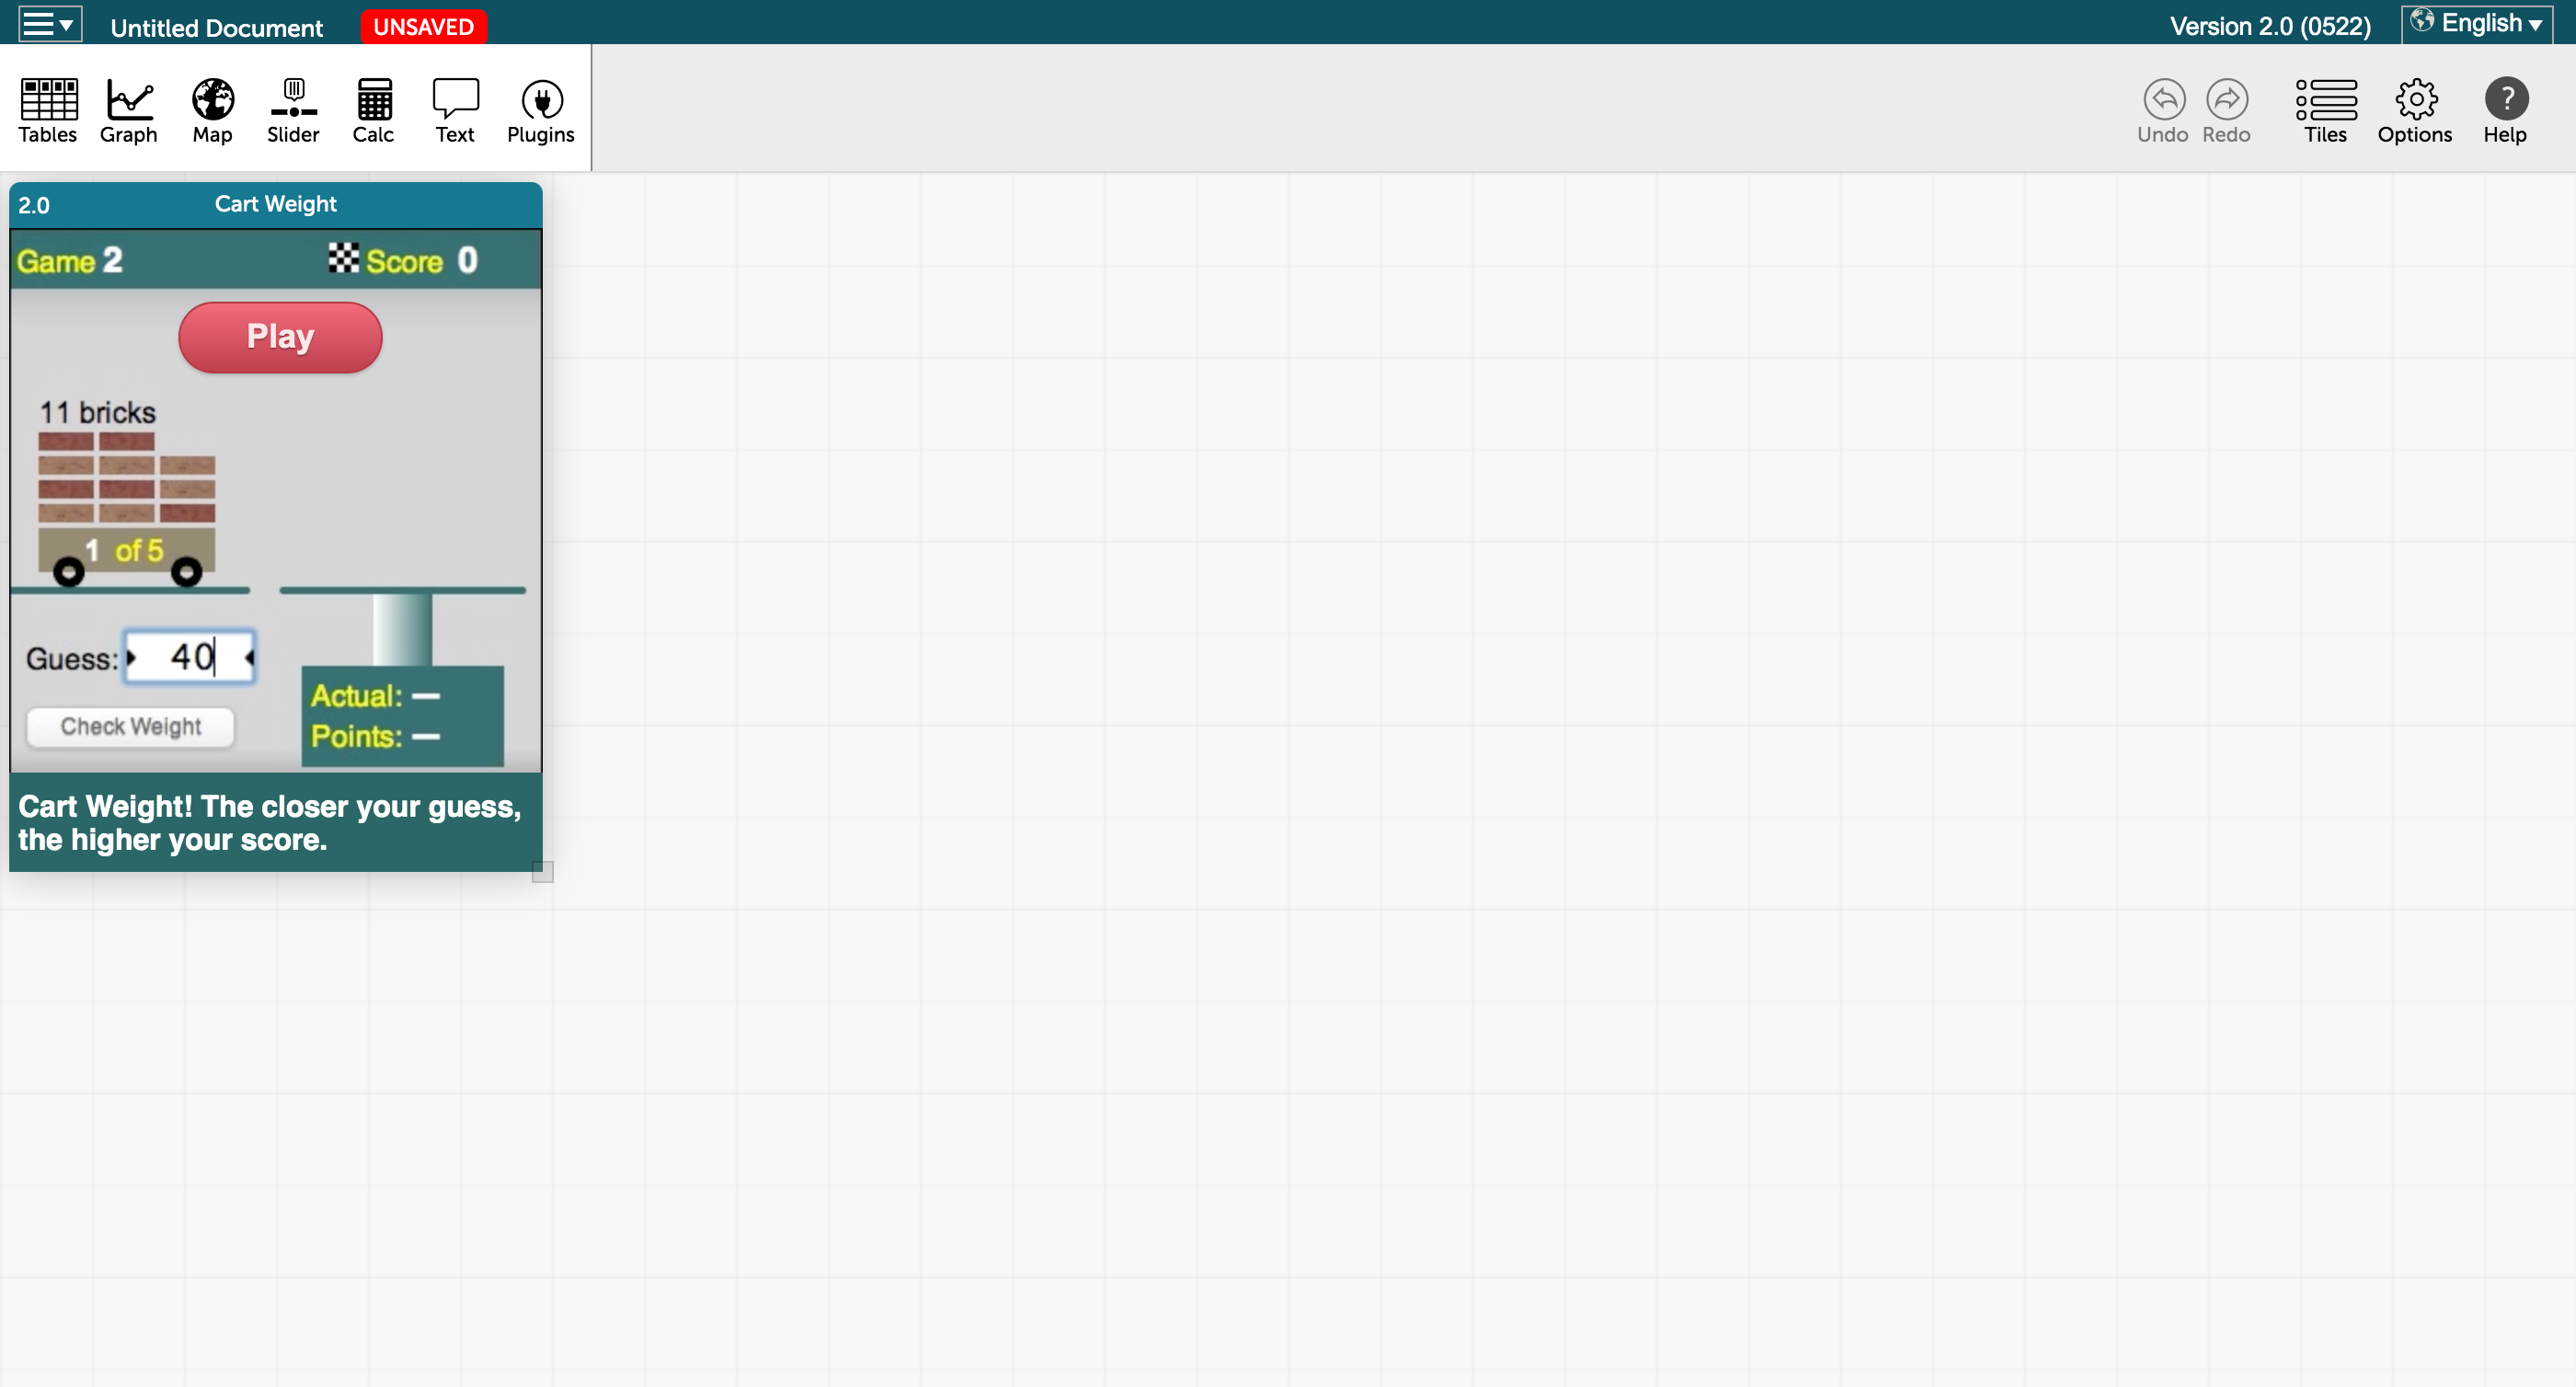 Untitled Document UNSAVED Version 2.0 (0522) English
Tables Graph Map Slider Calc Text Plugins Undo Redo Tiles Options Help
2.0 Cart Weight
Game 2 Score 0
Play
11 bricks
1 of 5
Guess: 40
Check Weight
Actual: —
Points: —
Cart Weight! The closer your guess,
the higher your score.